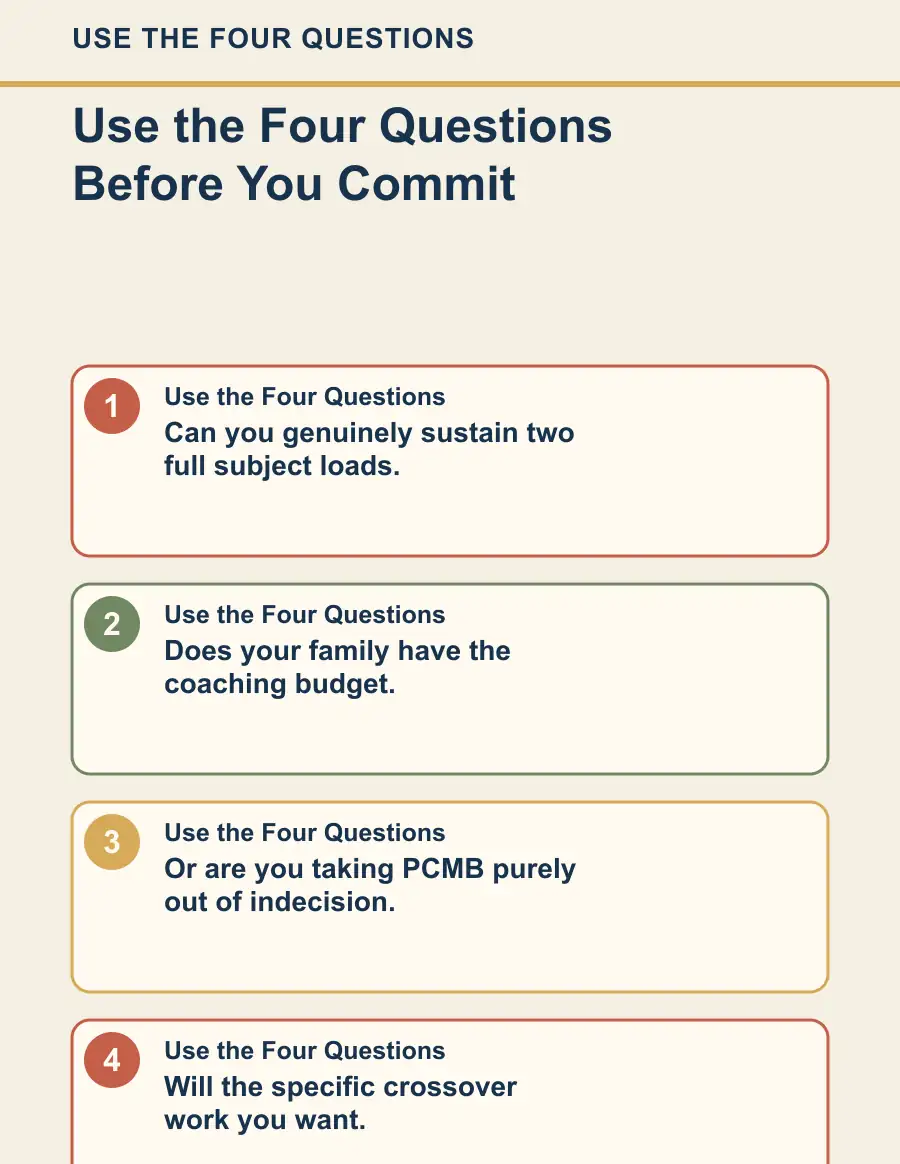 USE THE FOUR QUESTIONS
Use the Four Questions
Before You Commit
1
Use the Four Questions
Can you genuinely sustain two
full subject loads.
2
Use the Four Questions
Does your family have the
coaching budget.
3
Use the Four Questions
Or are you taking PCMB purely
out of indecision.
4
Use the Four Questions
Will the specific crossover
work you want.